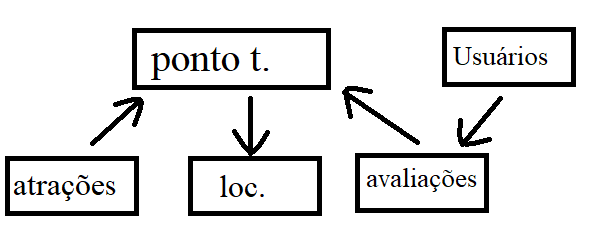 ponto t.
Usuários
atrações
loc.
avaliações